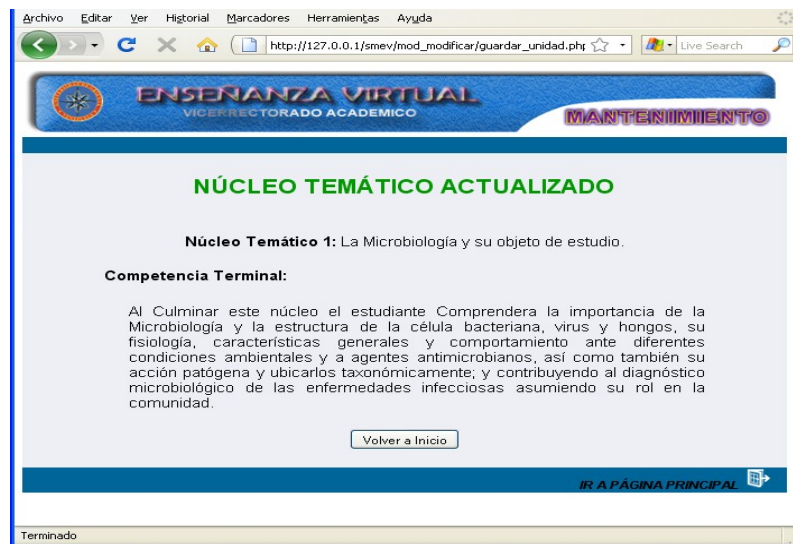 Archivo Editar Ver Historial Marcadores Herramientas Ayuda
http://127.0.0.1/smev/mod_modificar/guardar_unidad.php
Live Search
ENSEÑANZA VIRTUAL
VICERRECTORADO ACADEMICO
MANTENIMIENTO
NÚCLEO TEMÁTICO ACTUALIZADO
Núcleo Temático 1: La Microbiología y su objeto de estudio.
Competencia Terminal:
Al Culminar este núcleo el estudiante Comprendera la importancia de la
Microbiología y la estructura de la célula bacteriana, virus y hongos, su
fisiología, características generales y comportamiento ante diferentes
condiciones ambientales y a agentes antimicrobianos, así como también su
acción patógena y ubicarlos taxonómicamente; y contribuyendo al diagnóstico
microbiológico de las enfermedades infecciosas asumiendo su rol en la
comunidad.
Volver a Inicio
IR A PÁGINA PRINCIPAL
Terminado